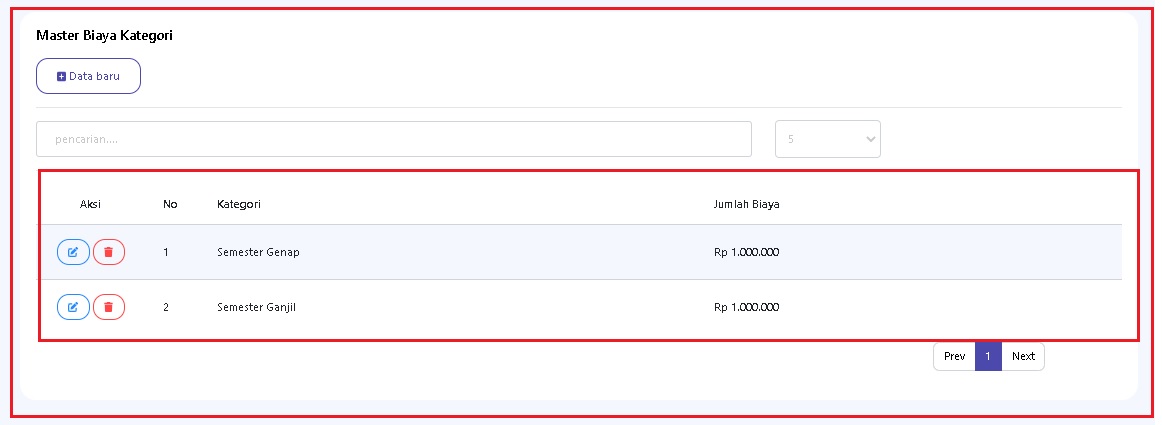 Master Biaya Kategori
Data baru
pencarian....
5
Aksi No Kategori Jumlah Biaya
1 Semester Genap Rp 1.000.000
2 Semester Ganjil Rp 1.000.000
Prev 1 Next